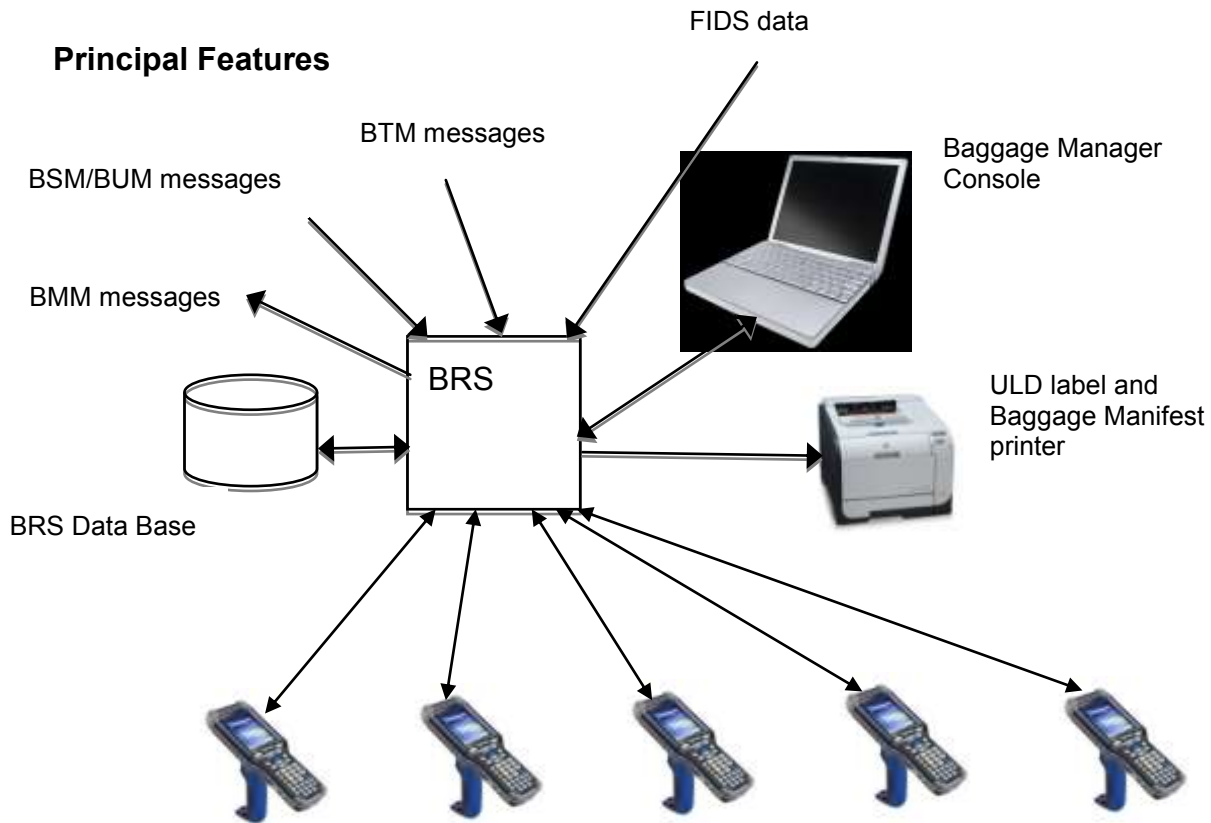 FIDS data
Principal Features
BTM messages
Baggage Manager
Console
BSM/BUM messages
BMM messages
BRS
ULD label and
Baggage Manifest
printer
BRS Data Base